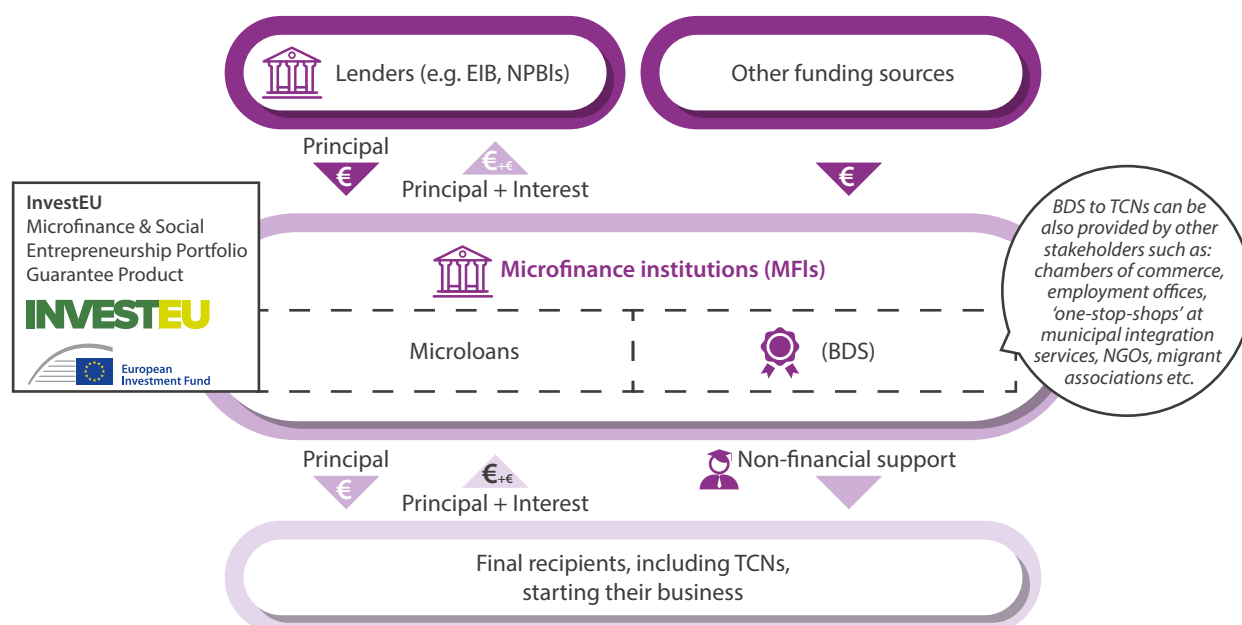 Lenders (e.g. EIB, NPBIs)
Other funding sources
Principal
€
€+€
Principal + Interest
€
InvestEU
Microfinance & Social
Entrepreneurship Portfolio
Guarantee Product
INVESTEU
European
Investment Fund
Microfinance institutions (MFIs)
Microloans
(BDS)
BDS to TCNs can be
also provided by other
stakeholders such as:
chambers of commerce,
employment offices,
‘one-stop-shops’ at
municipal integration
services, NGOs, migrant
associations etc.
Principal
€
€+€
Principal + Interest
Non-financial support
Final recipients, including TCNs,
starting their business